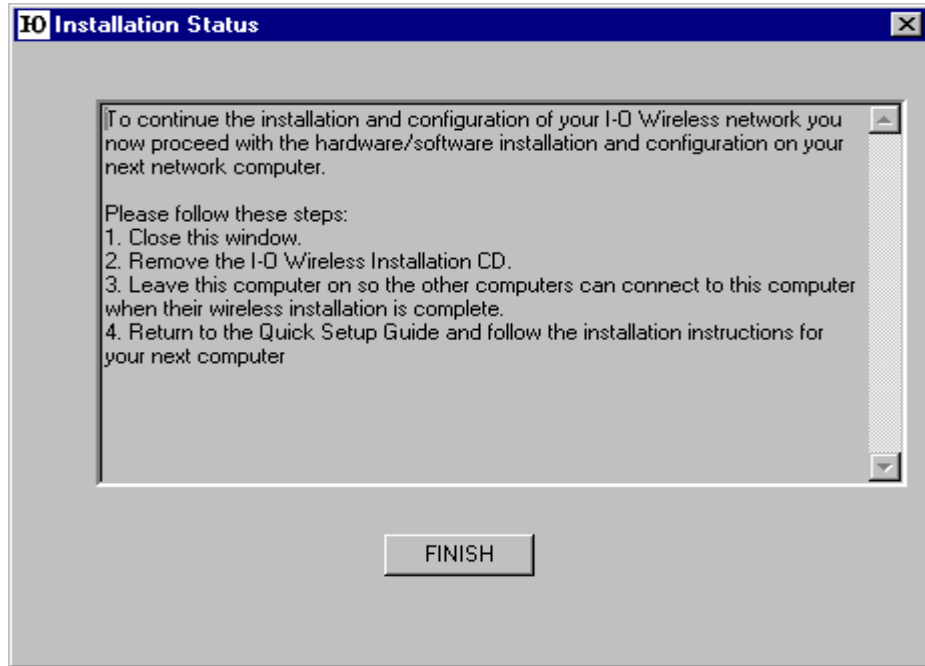 IO Installation Status
To continue the installation and configuration of your I-O Wireless network you
now proceed with the hardware/software installation and configuration on your
next network computer.
Please follow these steps:
1. Close this window.
2. Remove the I-O Wireless Installation CD.
3. Leave this computer on so the other computers can connect to this computer
when their wireless installation is complete.
4. Return to the Quick Setup Guide and follow the installation instructions for
your next computer
FINISH